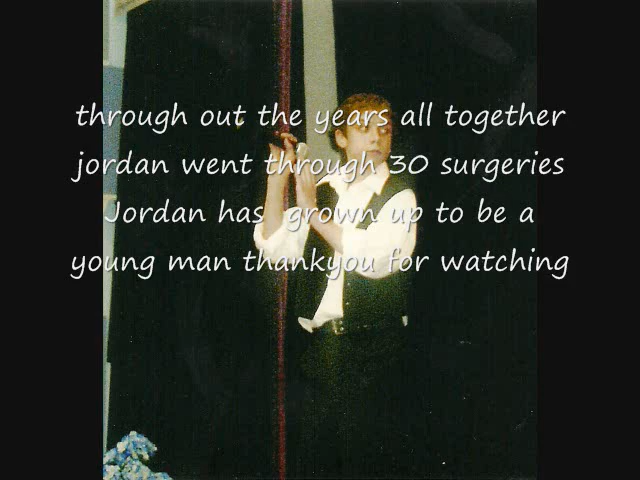 through out the years all together
jordan went through 30 surgeries
Jordan has grown up to be a
young man thankyou for watching